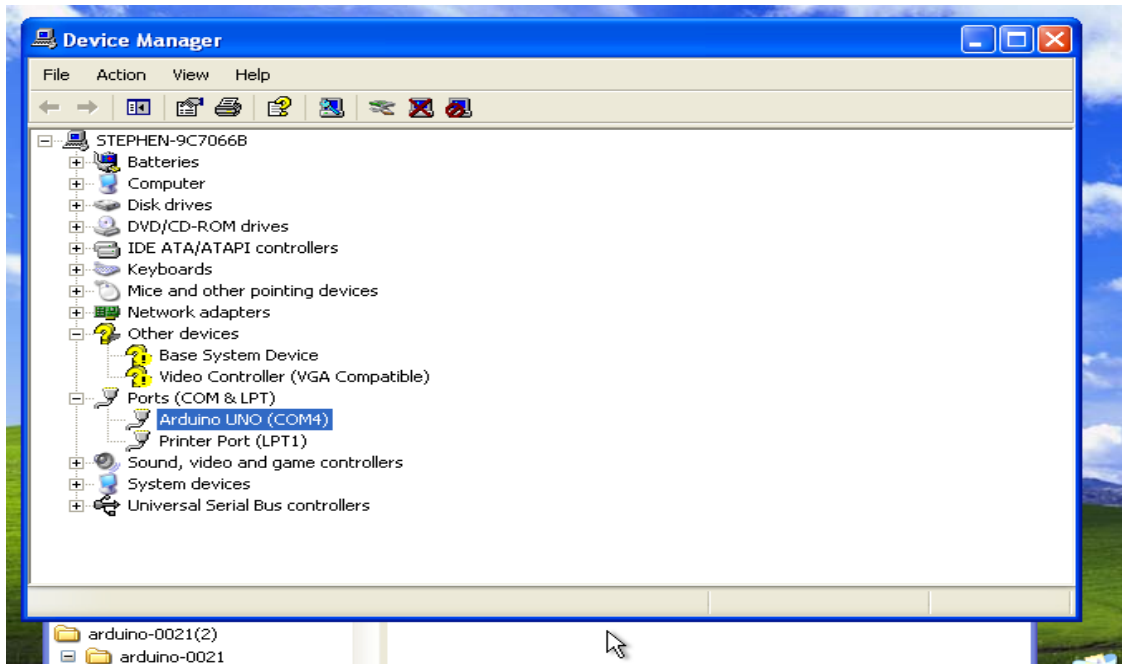 Device Manager
File Action View Help
STEPHEN-9C7066B
Batteries
Computer
Disk drives
DVD/CD-ROM drives
IDE ATA/ATAPI controllers
Keyboards
Mice and other pointing devices
Network adapters
Other devices
Base System Device
Video Controller (VGA Compatible)
Ports (COM & LPT)
Arduino UNO (COM4)
Printer Port (LPT1)
Sound, video and game controllers
System devices
Universal Serial Bus controllers
arduino-0021(2)
arduino-0021